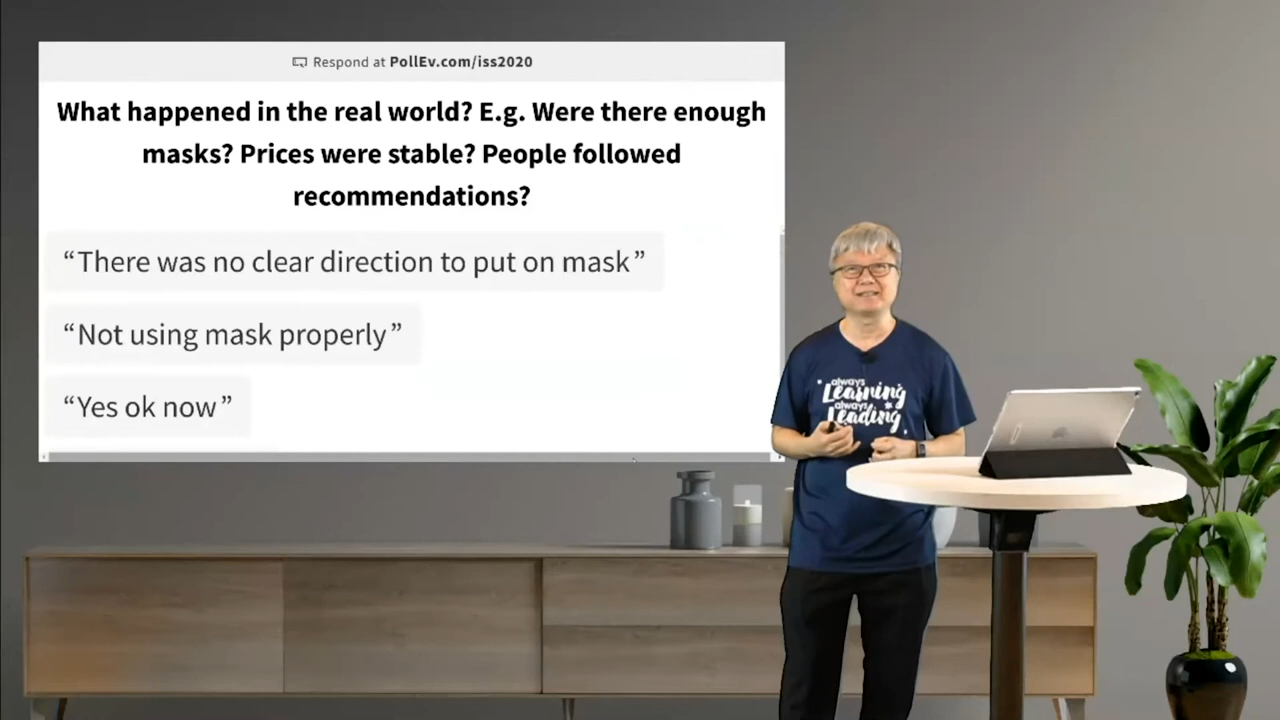 Respond at PollEv.com/iss2020
What happened in the real world? E.g. Were there enough
masks? Prices were stable? People followed
recommendations?
“There was no clear direction to put on mask”
“Not using mask properly”
“Yes ok now”
always
Learning
always
Leading